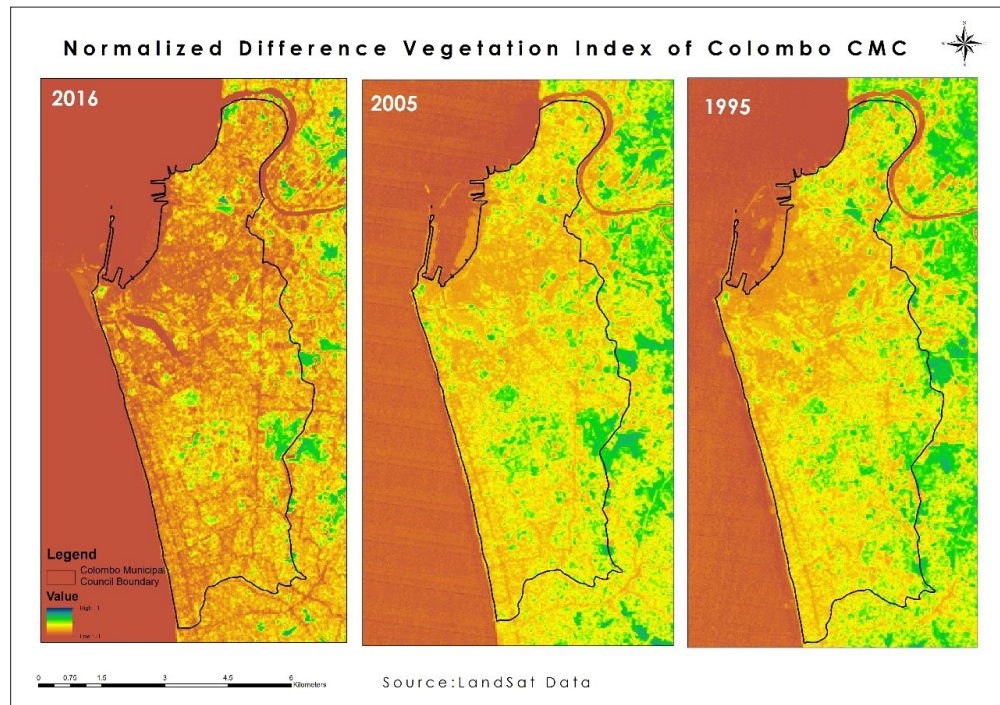 Normalized Difference Vegetation Index of Colombo CMC
2016
2005
1995
Legend
Colombo Municipal
Council Boundary
Value
High : 1
Low : -1
0 0.75 1.5 3 4.5 6
Kilometers
Source:LandSat Data